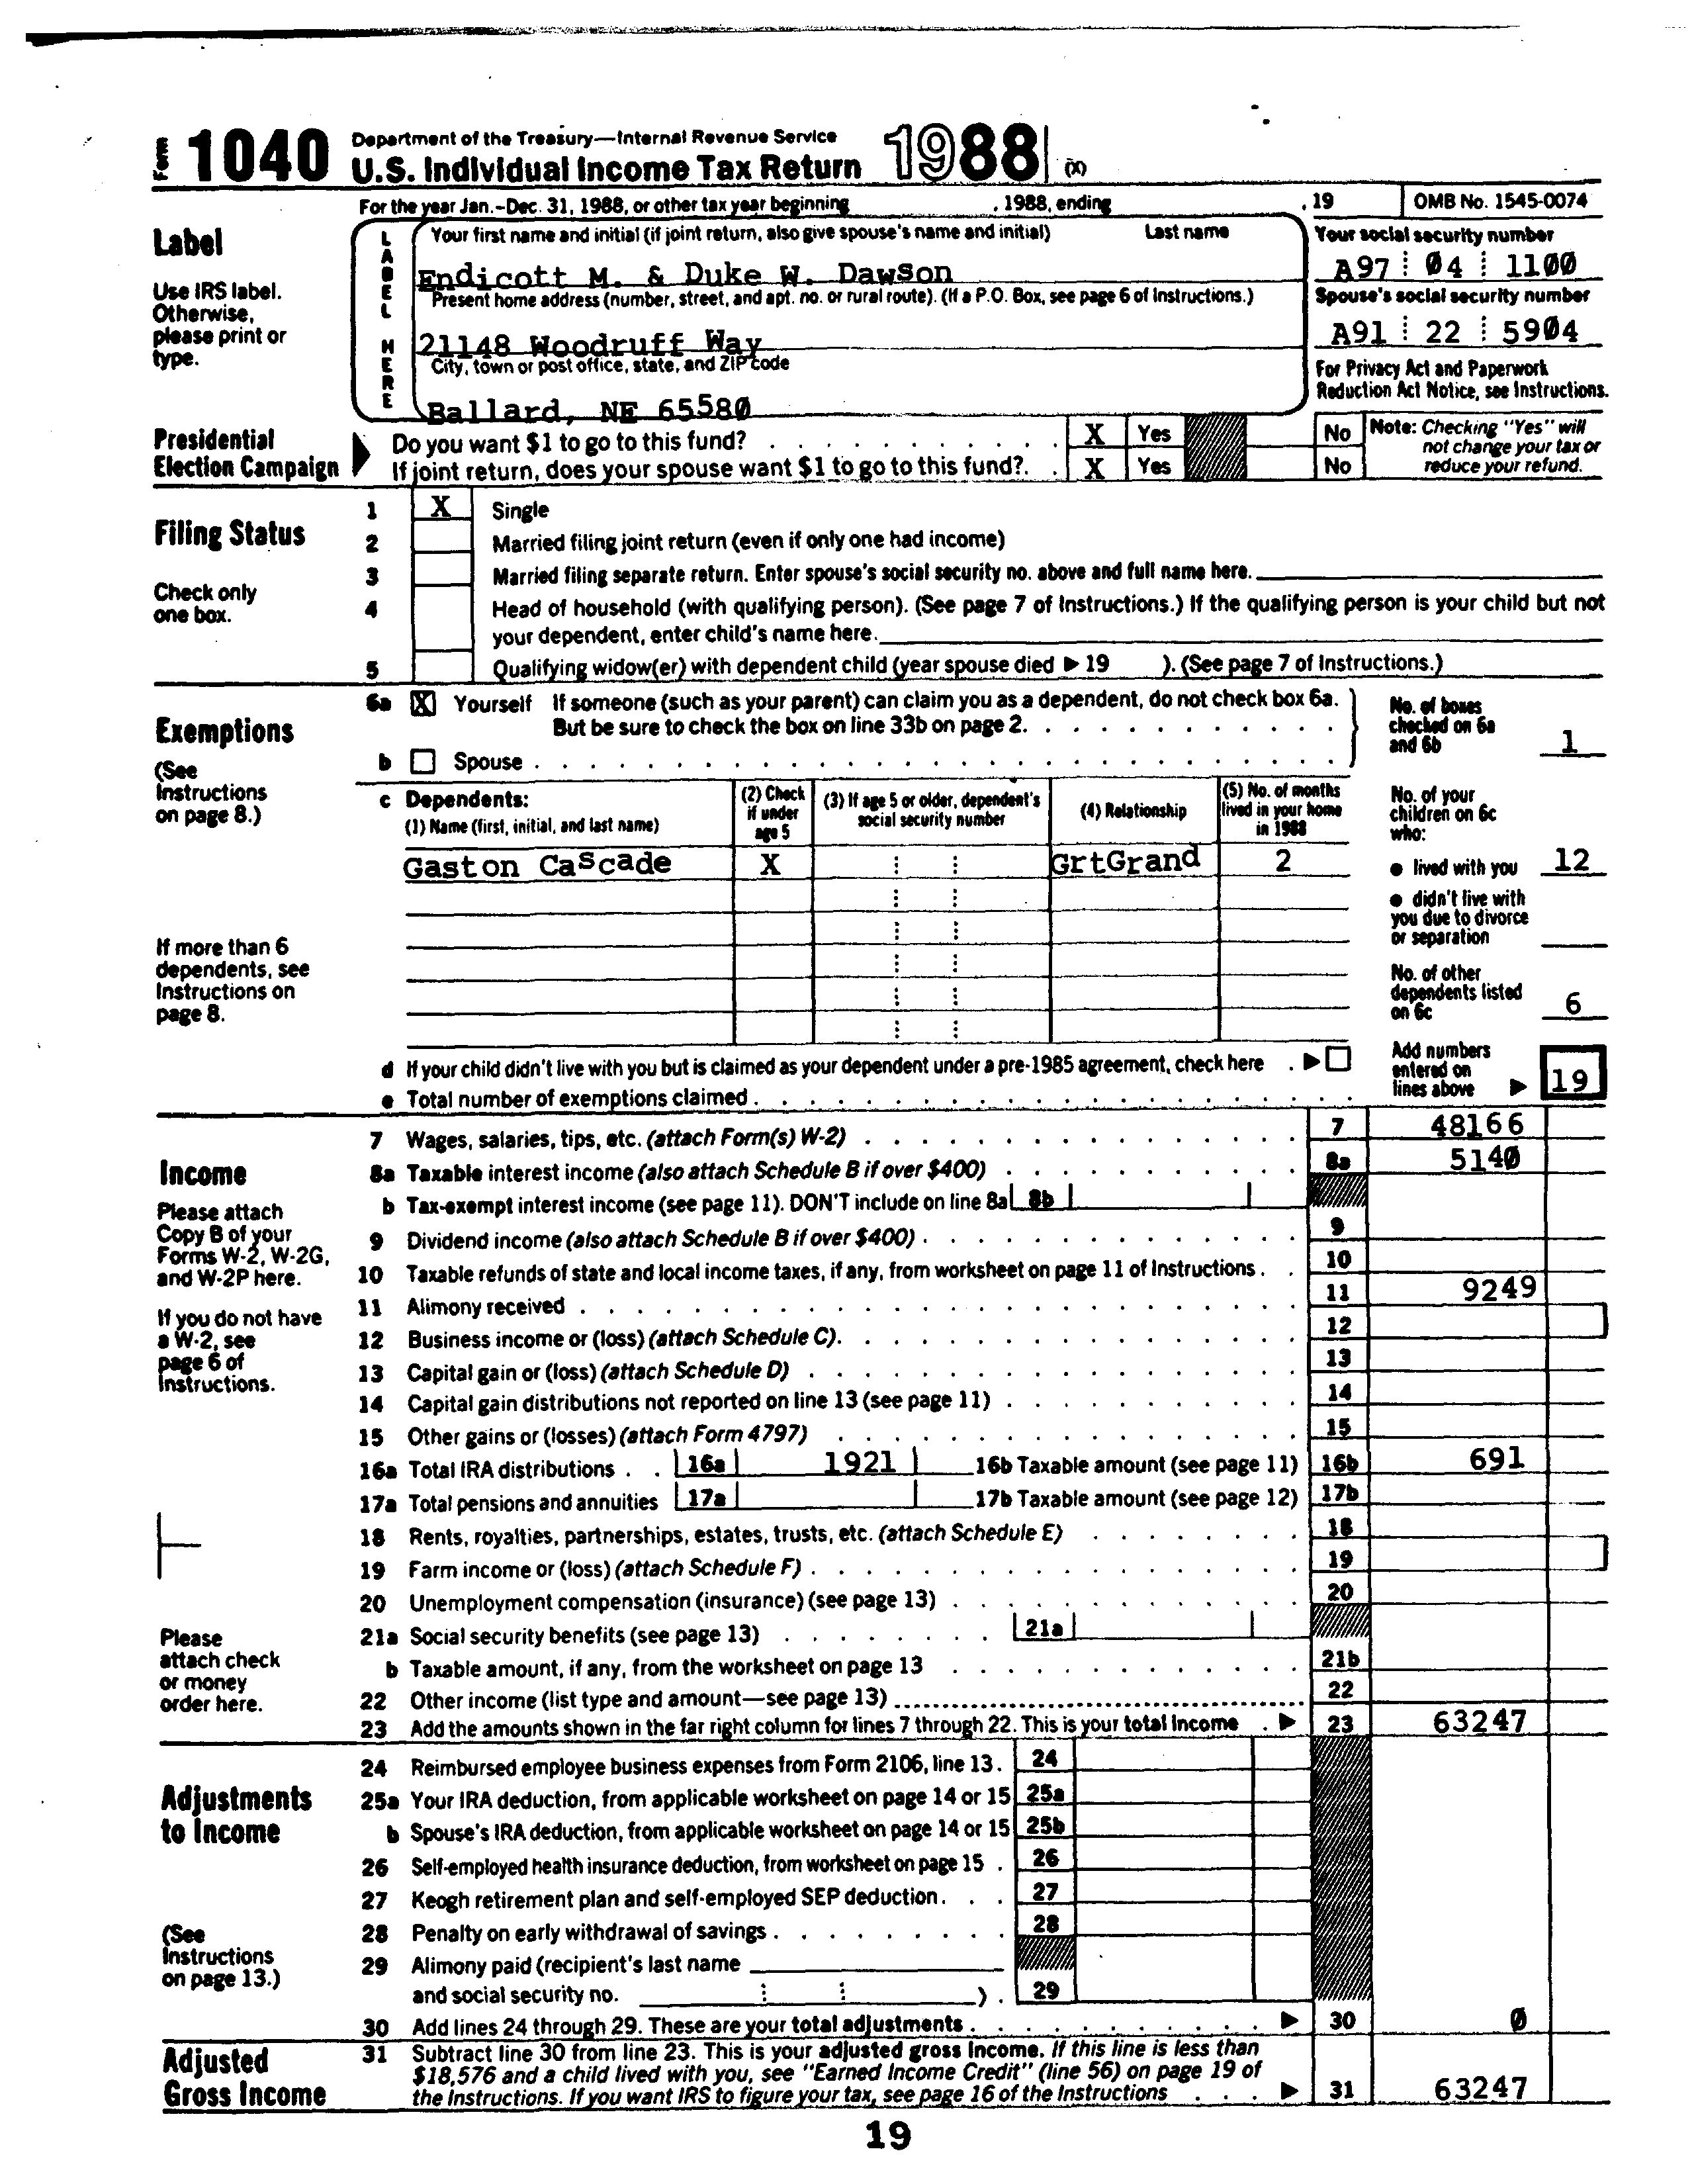 Form 1040 Department of the Treasury—Internal Revenue Service
U.S. Individual Income Tax Return 1988 (X)
For the year Jan.-Dec. 31, 1988, or other tax year beginning , 1988, ending , 19 OMB No. 1545-0074
Label
Use IRS label.
Otherwise,
please print or
type.
LABEL HERE
Your first name and initial (if joint return, also give spouse's name and initial) Last name
Endicott M. & Duke W. Dawson
Present home address (number, street, and apt. no. or rural route). (If a P.O. Box, see page 6 of Instructions.)
21148 Woodruff Way
City, town or post office, state, and ZIP code
Ballard, NE 65580
Your social security number
A97 04 1100
Spouse's social security number
A91 22 5904
For Privacy Act and Paperwork
Reduction Act Notice, see Instructions.
Presidential
Election Campaign
Do you want $1 to go to this fund? . . . . . . . . . . X Yes No
If joint return, does your spouse want $1 to go to this fund?. . X Yes No
Note: Checking "Yes" will
not change your tax or
reduce your refund.
Filing Status
Check only
one box.
1 X Single
2 Married filing joint return (even if only one had income)
3 Married filing separate return. Enter spouse's social security no. above and full name here.
4 Head of household (with qualifying person). (See page 7 of Instructions.) If the qualifying person is your child but not
your dependent, enter child's name here.
5 Qualifying widow(er) with dependent child (year spouse died ▶ 19 ). (See page 7 of Instructions.)
Exemptions
(See
Instructions
on page 8.)
If more than 6
dependents, see
Instructions on
page 8.
6a X Yourself If someone (such as your parent) can claim you as a dependent, do not check box 6a.
But be sure to check the box on line 33b on page 2. . . . . . . . . . . .
b Spouse . . . . . . . . . . . . . . . . . . . .
No. of boxes
checked on 6a
and 6b 1
c Dependents:
(1) Name (first, initial, and last name)
(2) Check
if under
age 5
(3) If age 5 or older, dependent's
social security number
(4) Relationship
(5) No. of months
lived in your home
in 1988
Gaston Cascade X GrtGrand 2
No. of your
children on 6c
who:
● lived with you 12
● didn't live with
you due to divorce
or separation
No. of other
dependents listed
on 6c 6
d If your child didn't live with you but is claimed as your dependent under a pre-1985 agreement, check here . ▶
e Total number of exemptions claimed . . . . . . . . . . . . . . . . . . .
Add numbers
entered on
lines above ▶ 19
Income
Please attach
Copy B of your
Forms W-2, W-2G,
and W-2P here.
If you do not have
a W-2, see
page 6 of
Instructions.
Please
attach check
or money
order here.
7 Wages, salaries, tips, etc. (attach Form(s) W-2) . . . . . . . . . . . . 7 48166
8a Taxable interest income (also attach Schedule B if over $400) . . . . . . . . 8a 5140
b Tax-exempt interest income (see page 11). DON'T include on line 8a 8b
9 Dividend income (also attach Schedule B if over $400) . . . . . . . . . . . 9
10 Taxable refunds of state and local income taxes, if any, from worksheet on page 11 of Instructions . . 10
11 Alimony received . . . . . . . . . . . . . . . . . . . . 11 9249
12 Business income or (loss) (attach Schedule C). . . . . . . . . . . . . 12
13 Capital gain or (loss) (attach Schedule D) . . . . . . . . . . . . . . 13
14 Capital gain distributions not reported on line 13 (see page 11) . . . . . . . . 14
15 Other gains or (losses) (attach Form 4797) . . . . . . . . . . . . . 15
16a Total IRA distributions . . 16a 1921 16b Taxable amount (see page 11) 16b 691
17a Total pensions and annuities 17a 17b Taxable amount (see page 12) 17b
18 Rents, royalties, partnerships, estates, trusts, etc. (attach Schedule E) . . . . . . 18
19 Farm income or (loss) (attach Schedule F) . . . . . . . . . . . . . . 19
20 Unemployment compensation (insurance) (see page 13) . . . . . . . . . . 20
21a Social security benefits (see page 13) . . . . . . . . 21a
b Taxable amount, if any, from the worksheet on page 13 . . . . . . . . . . 21b
22 Other income (list type and amount—see page 13) 22
23 Add the amounts shown in the far right column for lines 7 through 22. This is your total income . ▶ 23 63247
Adjustments
to Income
(See
Instructions
on page 13.)
24 Reimbursed employee business expenses from Form 2106, line 13 . 24
25a Your IRA deduction, from applicable worksheet on page 14 or 15 25a
b Spouse's IRA deduction, from applicable worksheet on page 14 or 15 25b
26 Self-employed health insurance deduction, from worksheet on page 15 . 26
27 Keogh retirement plan and self-employed SEP deduction . . . 27
28 Penalty on early withdrawal of savings . . . . . . . . . 28
29 Alimony paid (recipient's last name
and social security no. ) . 29
30 Add lines 24 through 29. These are your total adjustments . . . . . . . . . . . ▶ 30 0
Adjusted
Gross Income
31 Subtract line 30 from line 23. This is your adjusted gross income. If this line is less than
$18,576 and a child lived with you, see "Earned Income Credit" (line 56) on page 19 of
the Instructions. If you want IRS to figure your tax, see page 16 of the Instructions . . . ▶ 31 63247
19